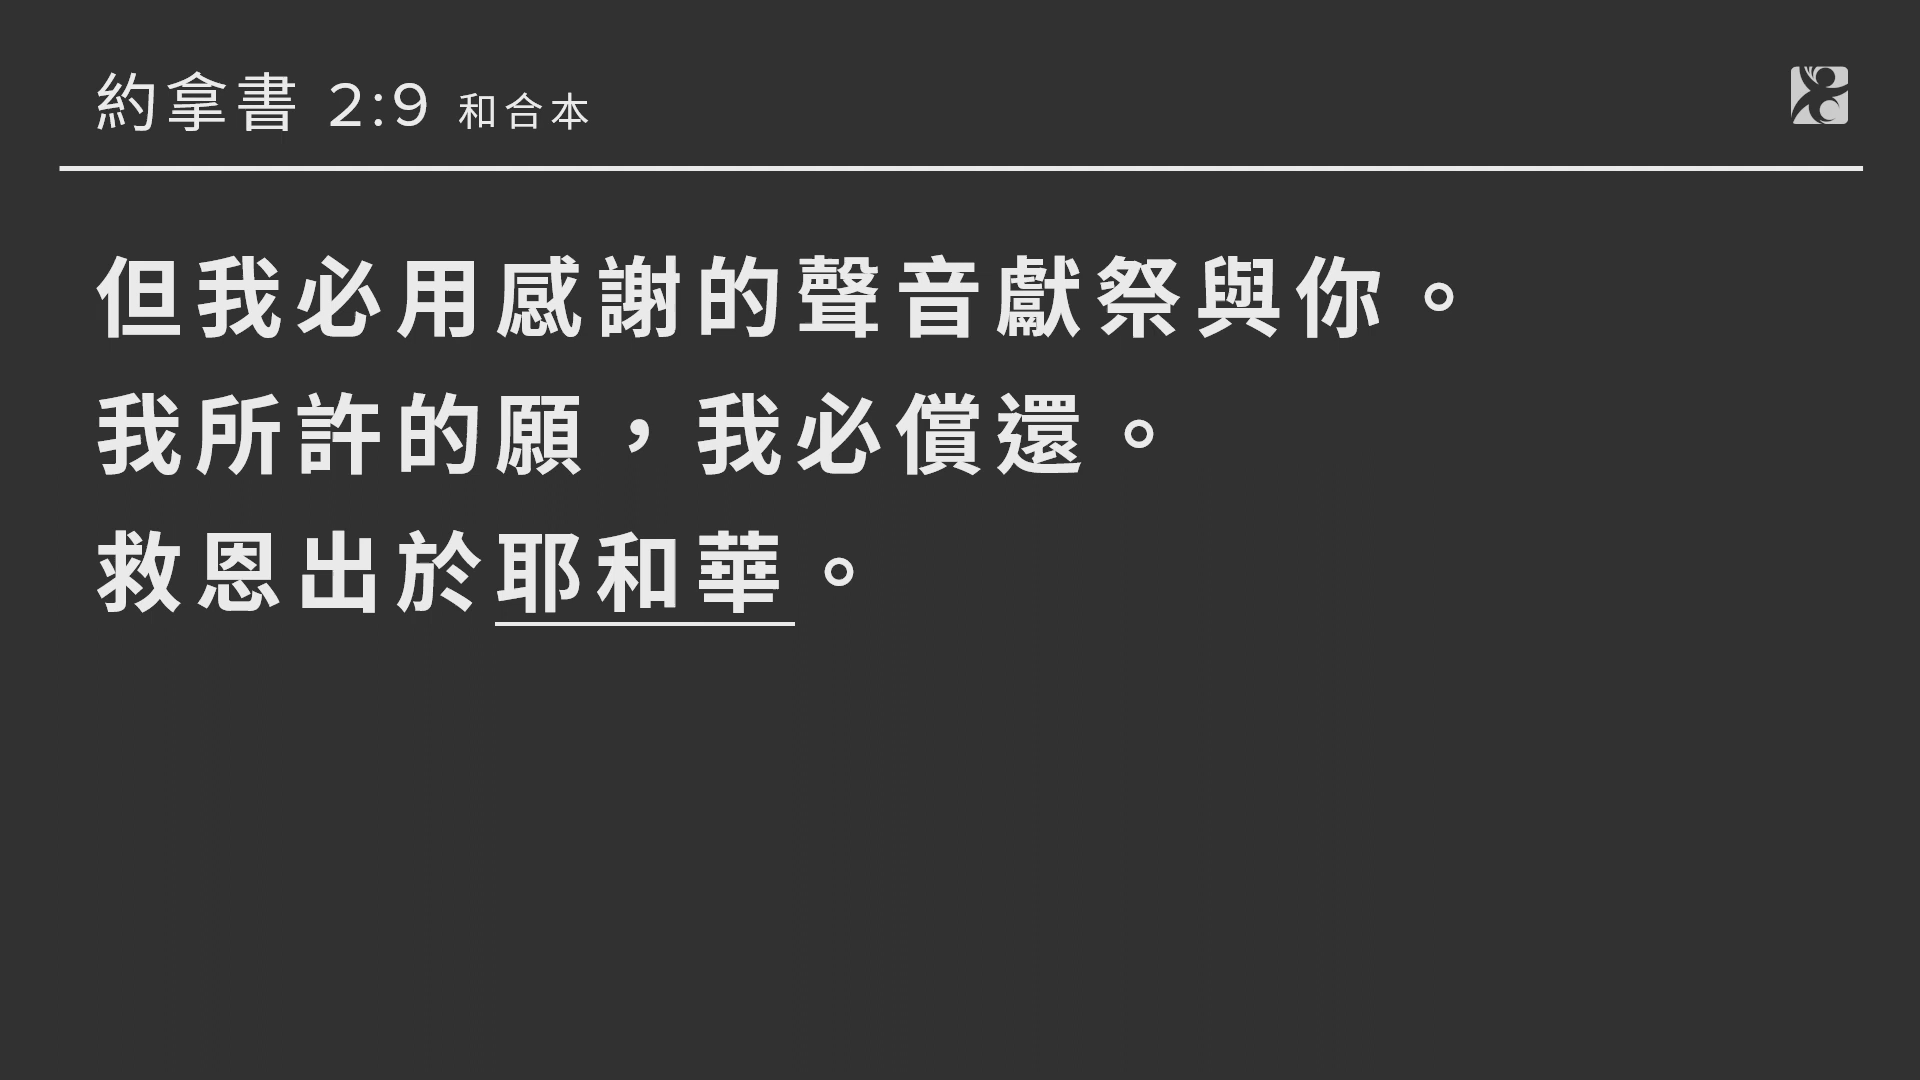 約拿書 2:9 和合本
但我必用感謝的聲音獻祭與你。
我所許的願，我必償還。
救恩出於耶和華。